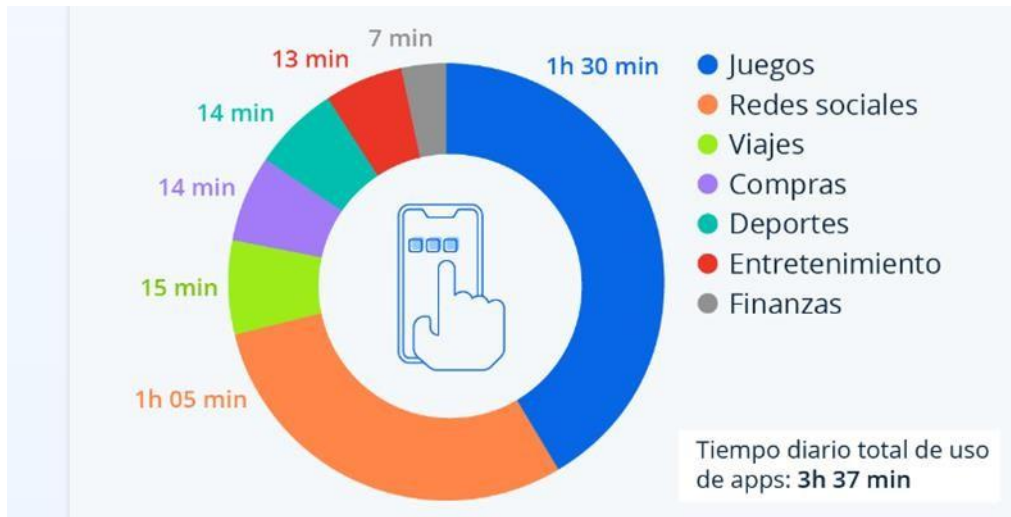 7 min
13 min
1h 30 min
14 min
14 min
15 min
1h 05 min
Juegos
Redes sociales
Viajes
Compras
Deportes
Entretenimiento
Finanzas
Tiempo diario total de uso
de apps: 3h 37 min